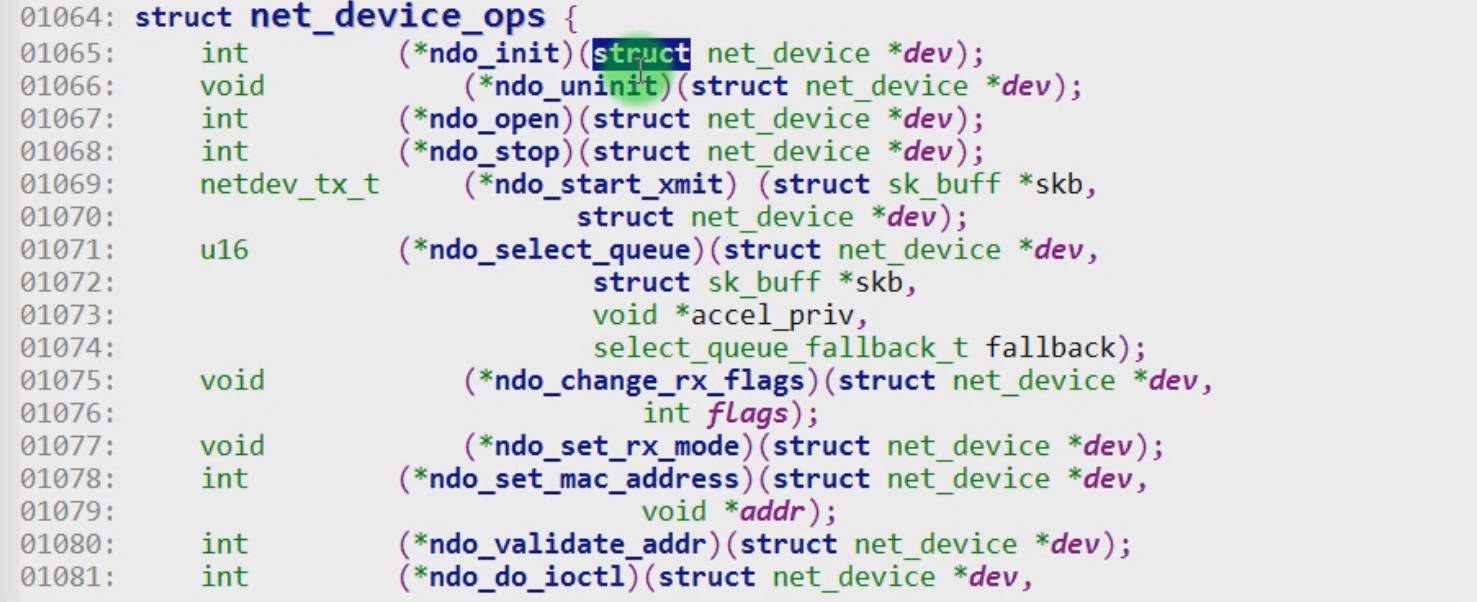 01064: struct net_device_ops {
01065: int (*ndo_init)(struct net_device *dev);
01066: void (*ndo_uninit)(struct net_device *dev);
01067: int (*ndo_open)(struct net_device *dev);
01068: int (*ndo_stop)(struct net_device *dev);
01069: netdev_tx_t (*ndo_start_xmit) (struct sk_buff *skb,
01070: struct net_device *dev);
01071: u16 (*ndo_select_queue)(struct net_device *dev,
01072: struct sk_buff *skb,
01073: void *accel_priv,
01074: select_queue_fallback_t fallback);
01075: void (*ndo_change_rx_flags)(struct net_device *dev,
01076: int flags);
01077: void (*ndo_set_rx_mode)(struct net_device *dev);
01078: int (*ndo_set_mac_address)(struct net_device *dev,
01079: void *addr);
01080: int (*ndo_validate_addr)(struct net_device *dev);
01081: int (*ndo_do_ioctl)(struct net_device *dev,